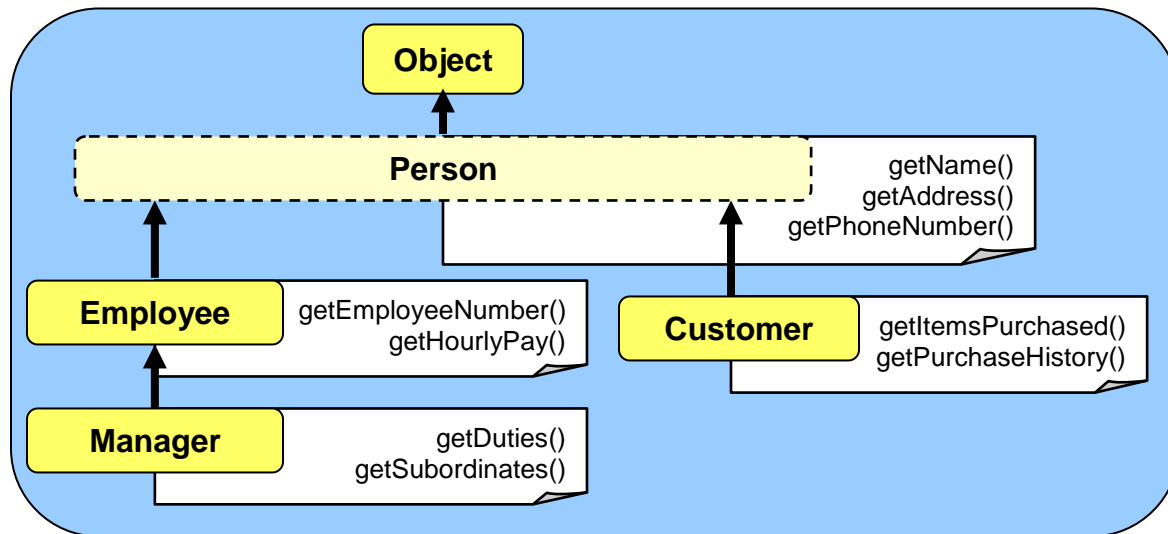 Object
Person
getName()
getAddress()
getPhoneNumber()
Employee
getEmployeeNumber()
getHourlyPay()
Customer
getItemsPurchased()
getPurchaseHistory()
Manager
getDuties()
getSubordinates()